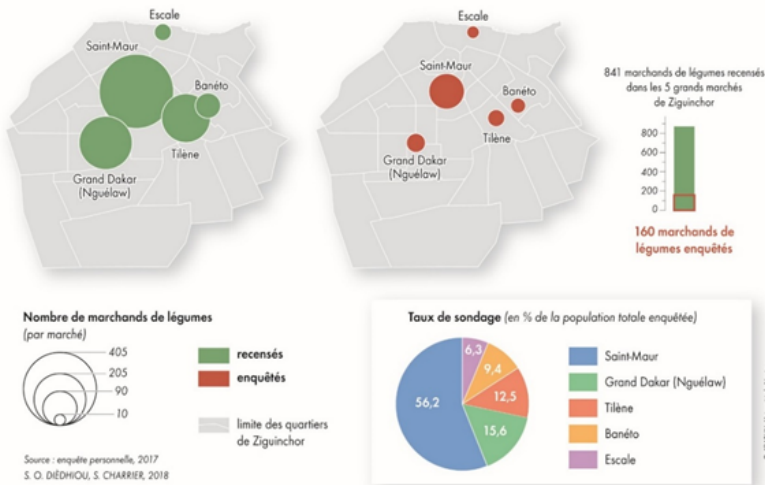 Escale
Saint-Maur
Banéto
Tilène
Grand Dakar
(Nguélaw)
Escale
Saint-Maur
Banéto
Tilène
Grand Dakar
(Nguélaw)
841 marchands de légumes recensés
dans les 5 grands marchés
de Ziguinchor
800
600
400
200
0
160 marchands de
légumes enquêtés
Nombre de marchands de légumes
(par marché)
405
205
90
10
recensés
enquêtés
limite des quartiers
de Ziguinchor
Source : enquête personnelle, 2017
S. O. DIÈDHIOU, S. CHARRIER, 2018
Taux de sondage (en % de la population totale enquêtée)
6,3
9,4
12,5
15,6
56,2
Saint-Maur
Grand Dakar (Nguélaw)
Tilène
Banéto
Escale